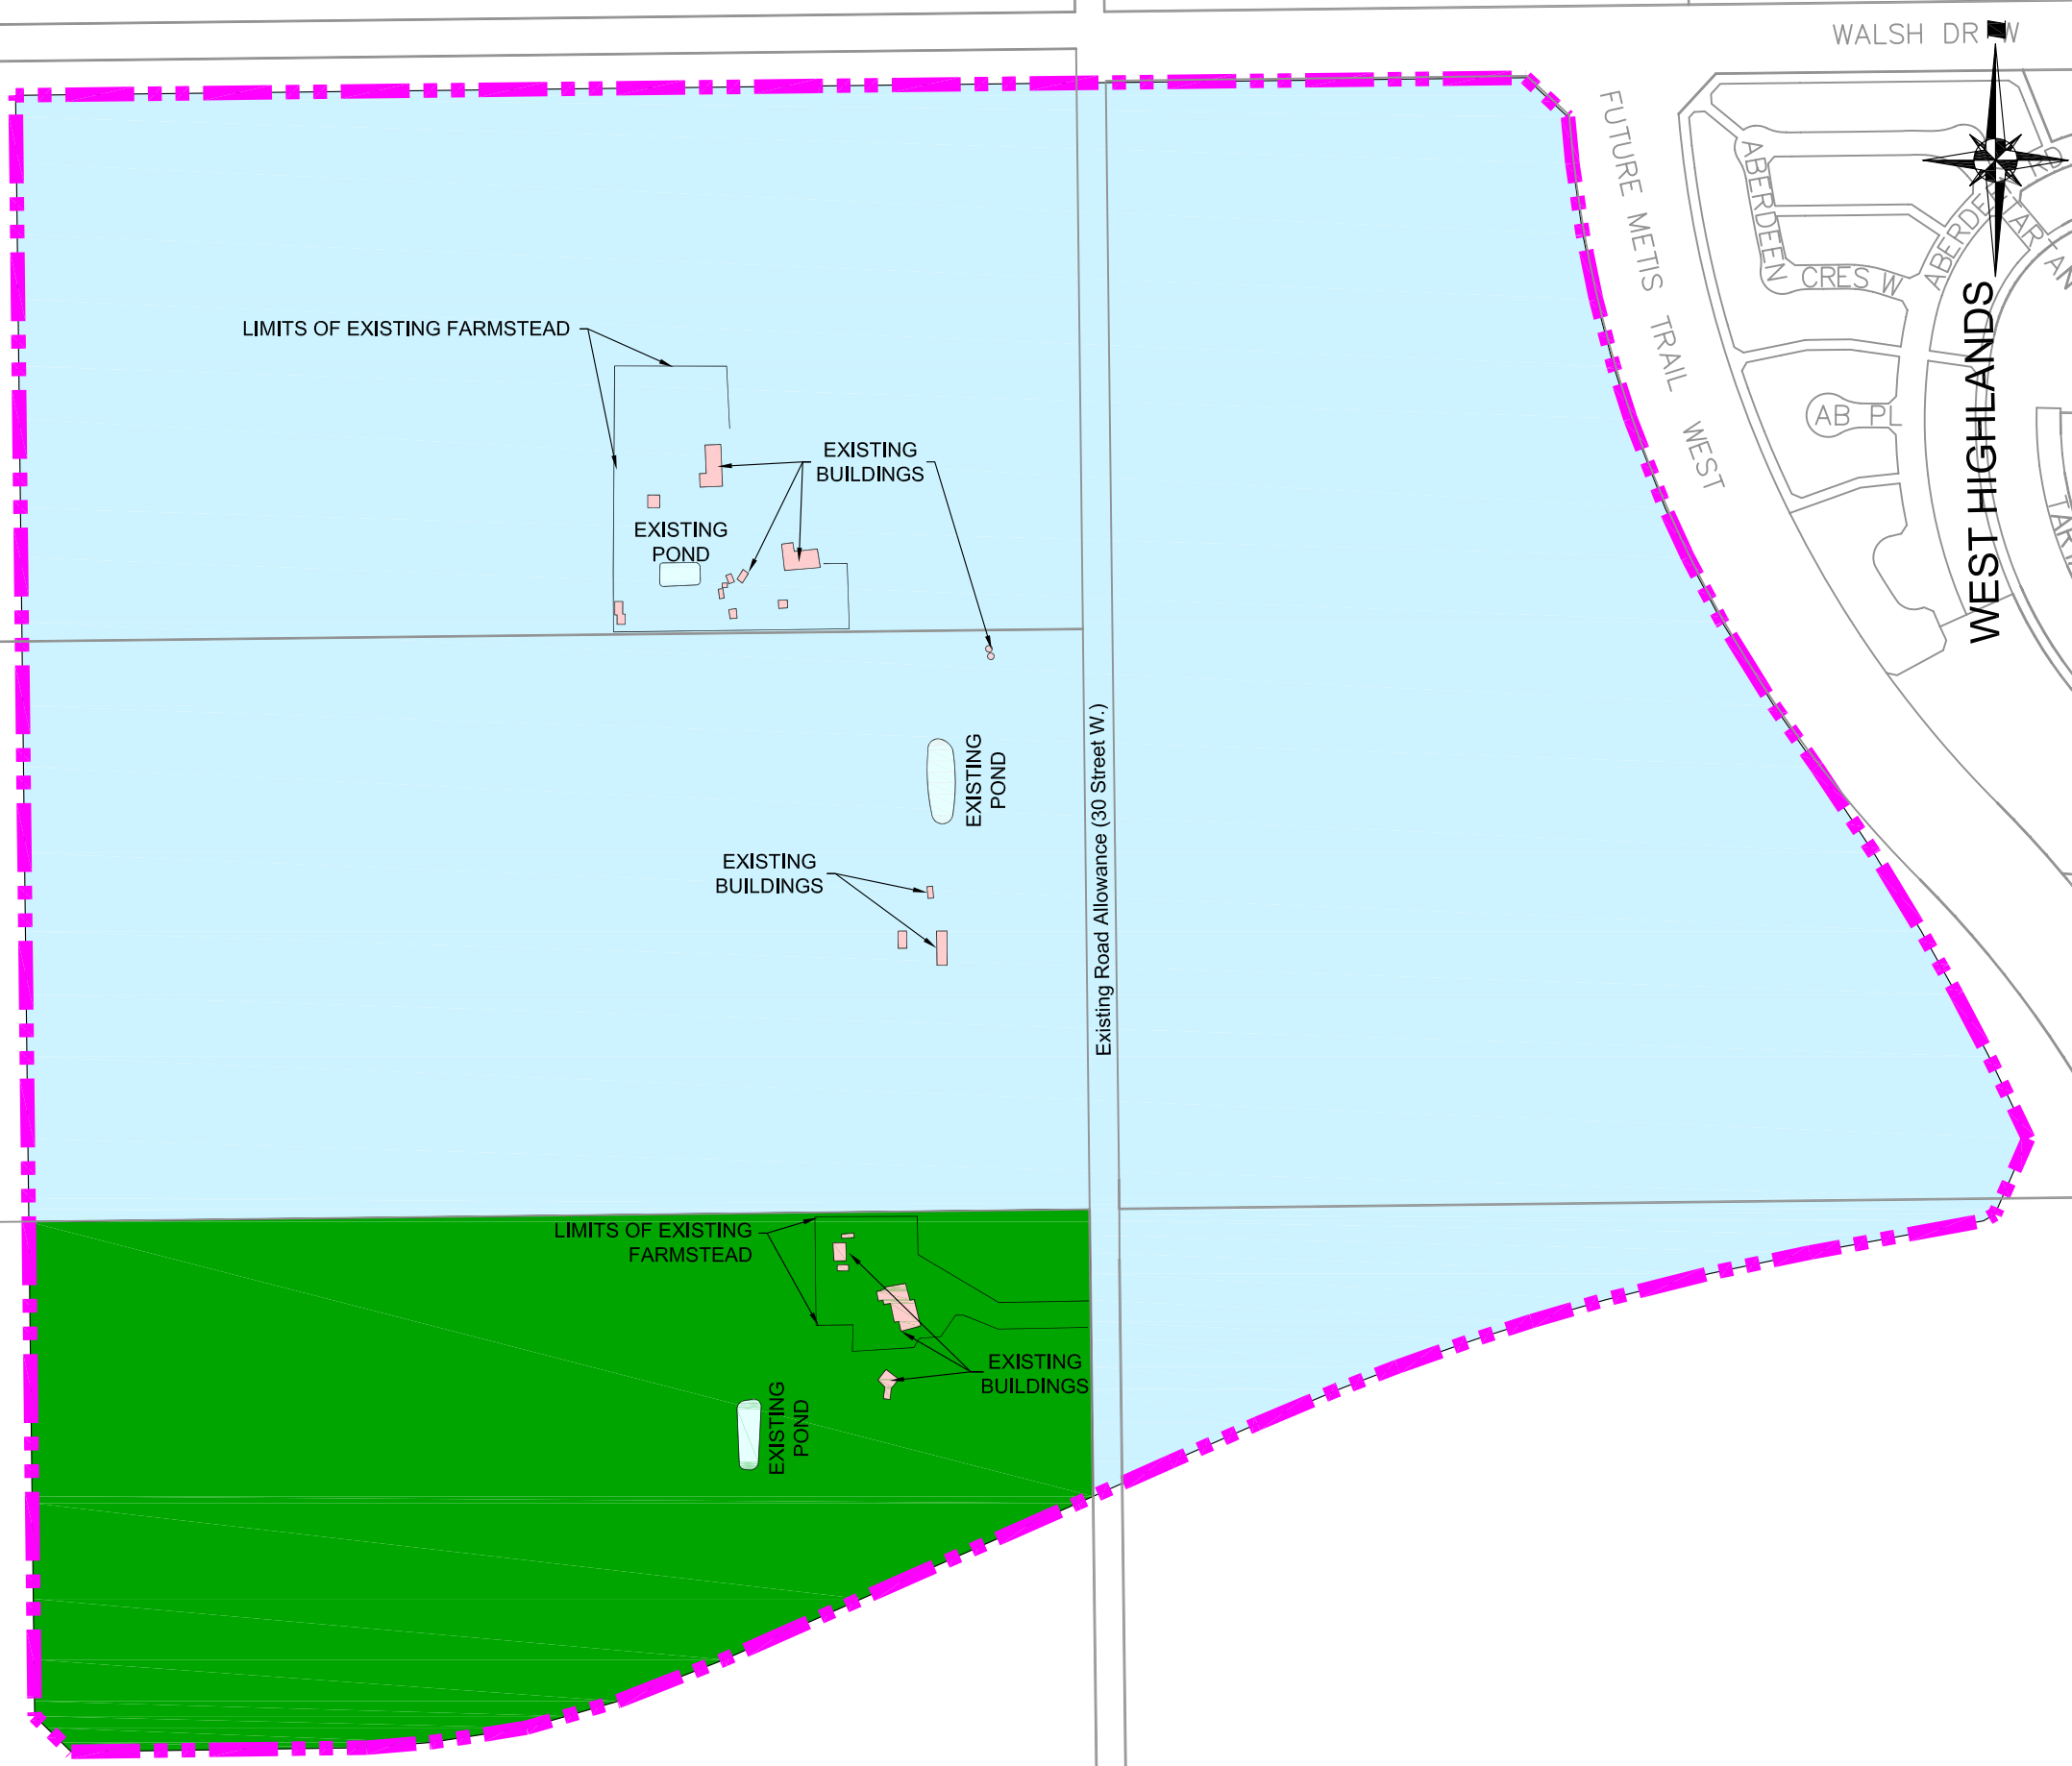 WALSH DR W
FUTURE METIS TRAIL WEST
ABERDEEN
CRES W
AB PL
WEST HIGHLANDS
LIMITS OF EXISTING FARMSTEAD
EXISTING
BUILDINGS
EXISTING
POND
EXISTING
POND
Existing Road Allowance (30 Street W.)
EXISTING
BUILDINGS
LIMITS OF EXISTING
FARMSTEAD
EXISTING
BUILDINGS
EXISTING
POND